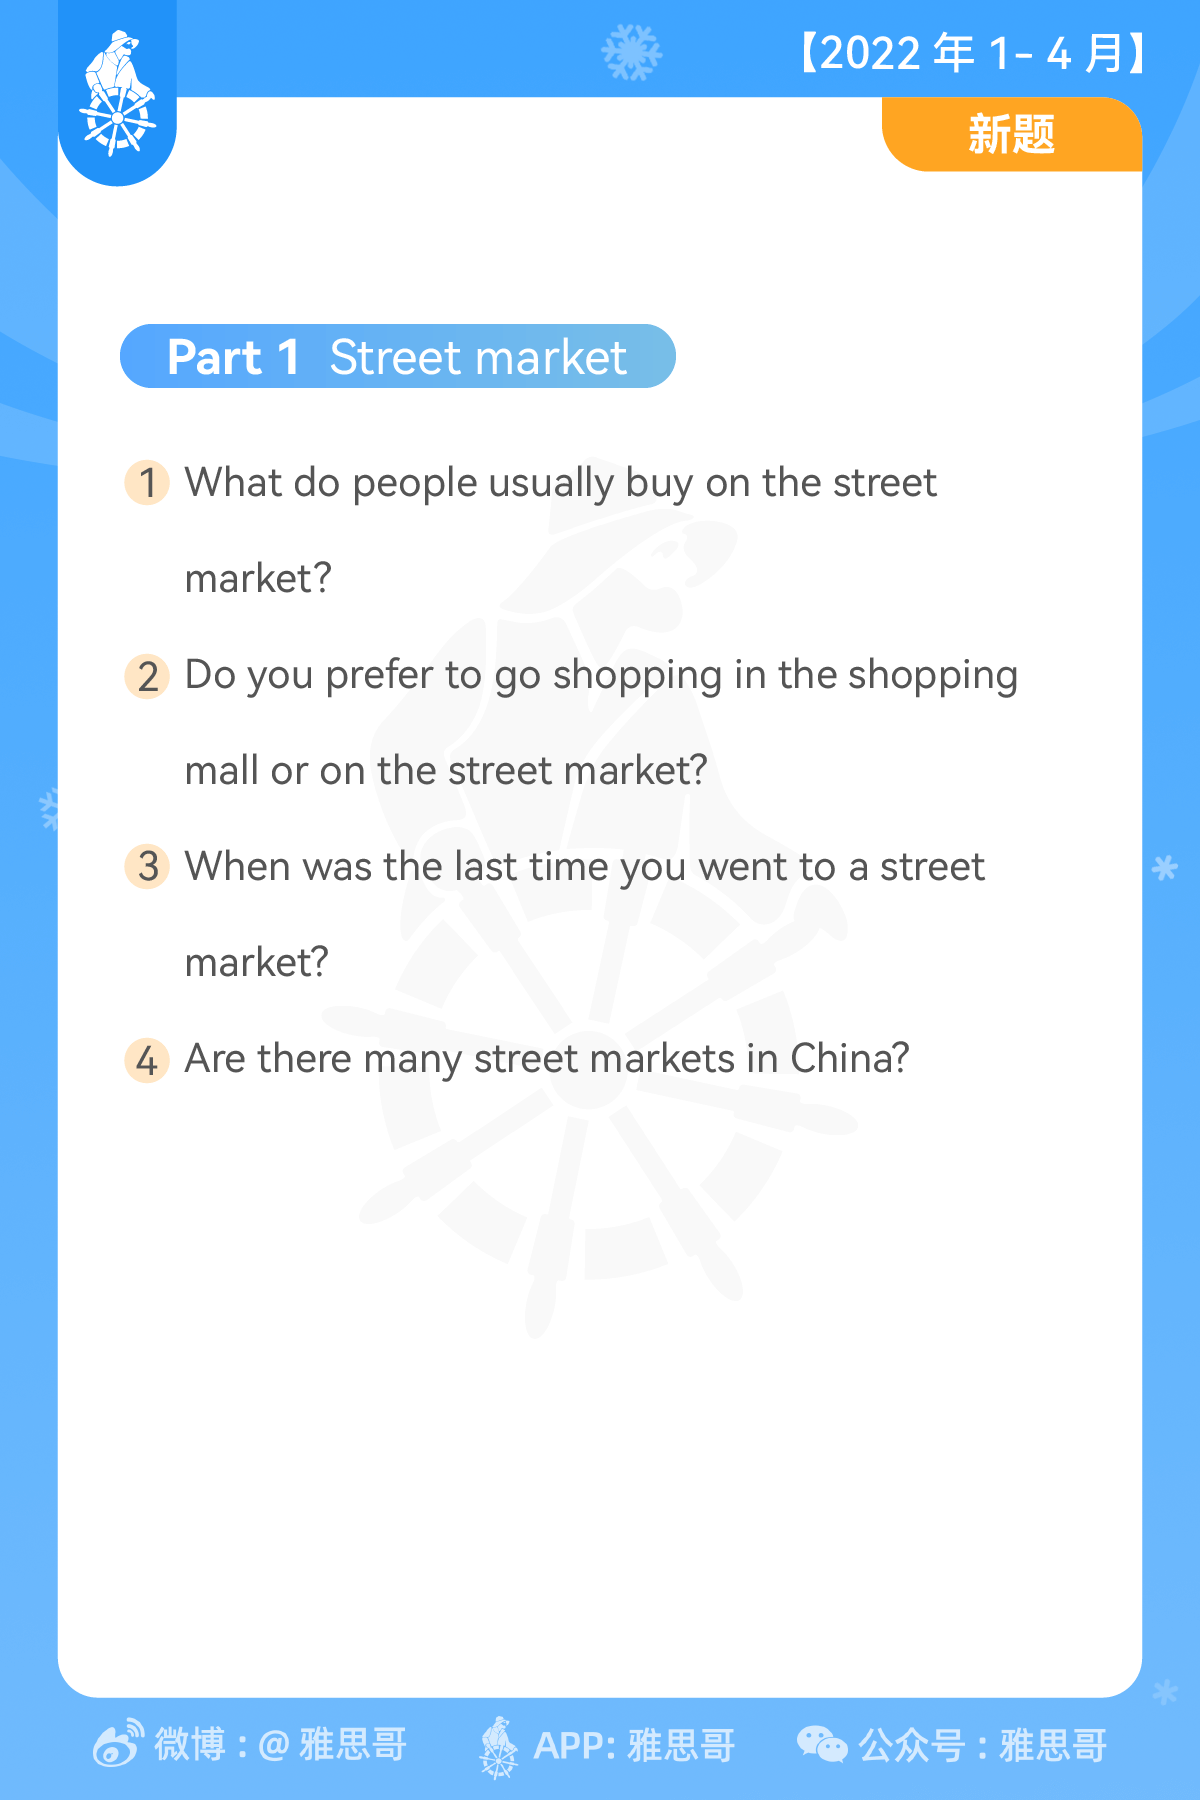 【2022 年 1- 4 月】
新题
Part 1 Street market
1 What do people usually buy on the street
market?
2 Do you prefer to go shopping in the shopping
mall or on the street market?
3 When was the last time you went to a street
market?
4 Are there many street markets in China?
微博：@ 雅思哥 APP: 雅思哥 公众号：雅思哥